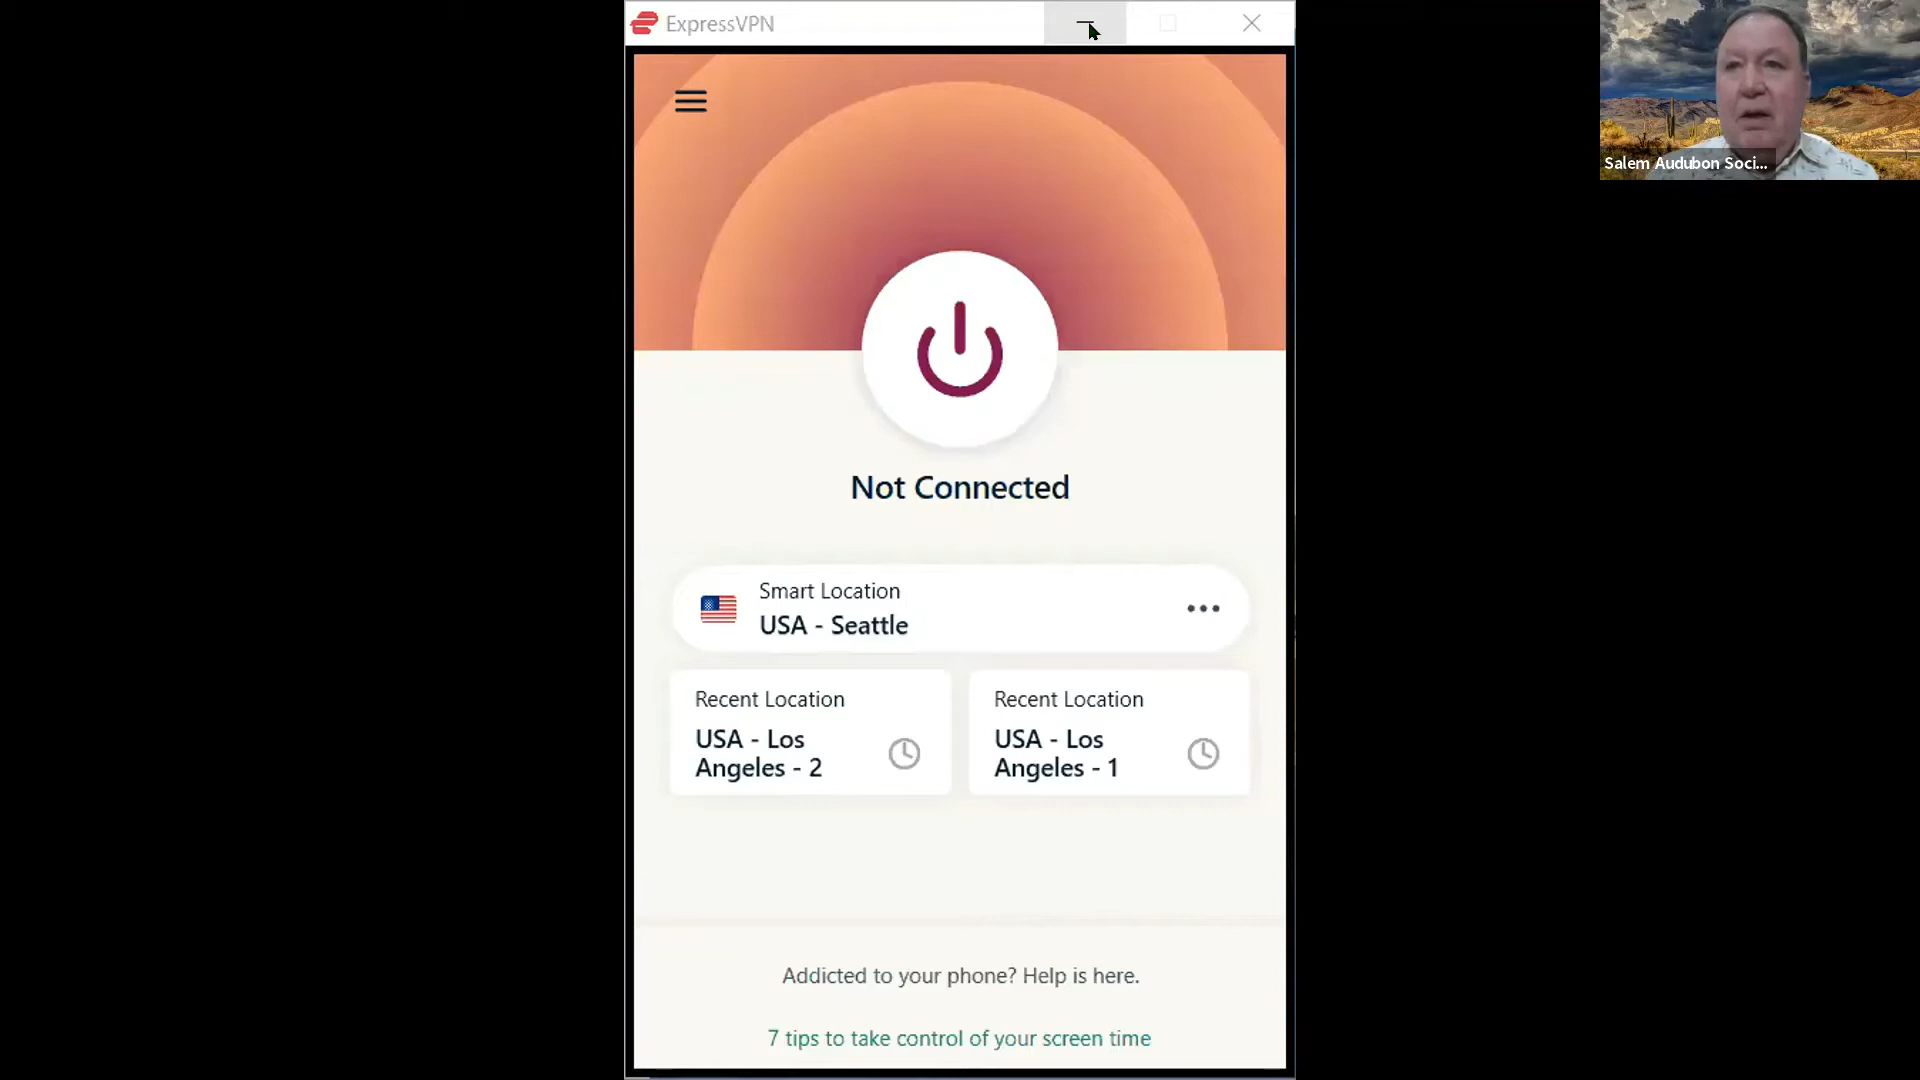 ExpressVPN
Salem Audubon Soci...
Not Connected
Smart Location
USA - Seattle
Recent Location
USA - Los
Angeles - 2
Recent Location
USA - Los
Angeles - 1
Addicted to your phone? Help is here.
7 tips to take control of your screen time